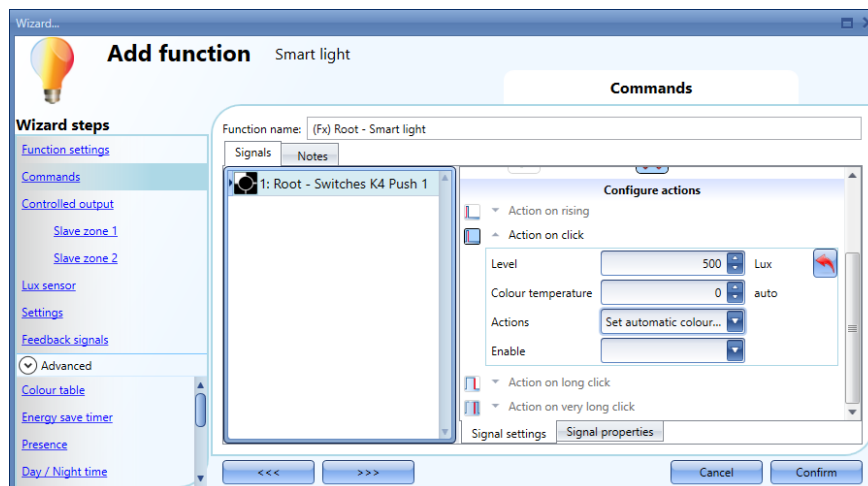 Wizard...
Add function Smart light
Commands
Wizard steps
Function settings
Commands
Controlled output
Slave zone 1
Slave zone 2
Lux sensor
Settings
Feedback signals
Advanced
Colour table
Energy save timer
Presence
Day / Night time
Function name: (Fx) Root - Smart light
Signals Notes
1: Root - Switches K4 Push 1
Configure actions
Action on rising
Action on click
Level 500 Lux
Colour temperature 0 auto
Actions Set automatic colour...
Enable
Action on long click
Action on very long click
Signal settings Signal properties
<<< >>> Cancel Confirm